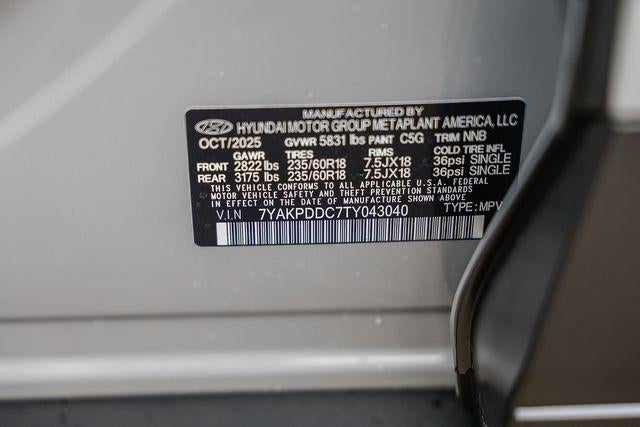 MANUFACTURED BY
HYUNDAI MOTOR GROUP METAPLANT AMERICA, LLC
OCT/2025 GVWR 5831 lbs PAINT C5G TRIM NNB
GAWR TIRES RIMS COLD TIRE INFL
FRONT 2822 lbs 235/60R18 7.5JX18 36psi SINGLE
REAR 3175 lbs 235/60R18 7.5JX18 36psi SINGLE
THIS VEHICLE CONFORMS TO ALL APPLICABLE U.S.A. FEDERAL
MOTOR VEHICLE SAFETY AND THEFT PREVENTION STANDARDS
IN EFFECT ON THE DATE OF MANUFACTURE SHOWN ABOVE
V.I.N 7YAKPDDC7TY043040 TYPE:MPV